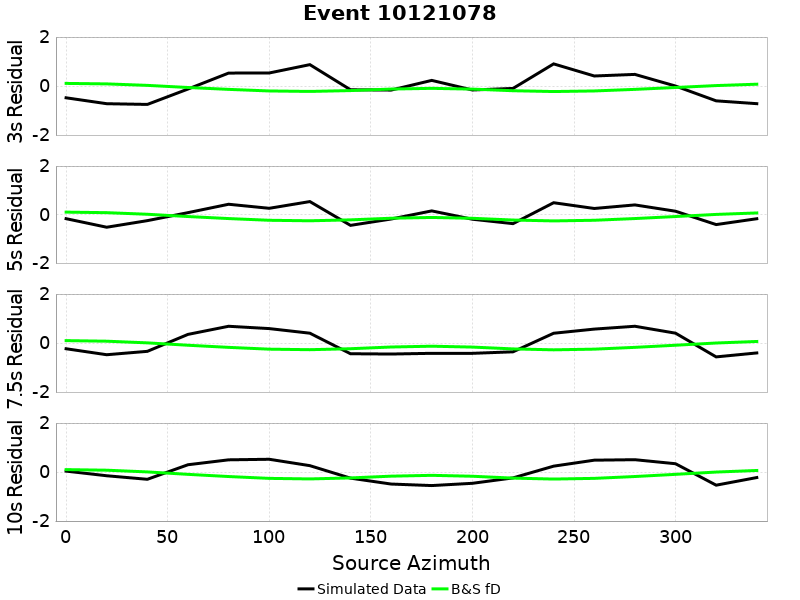 Event 10121078
3s Residual
2
0
-2
5s Residual
2
0
-2
7.5s Residual
2
0
-2
10s Residual
2
0
-2
0 50 100 150 200 250 300
Source Azimuth
Simulated Data B&S fD